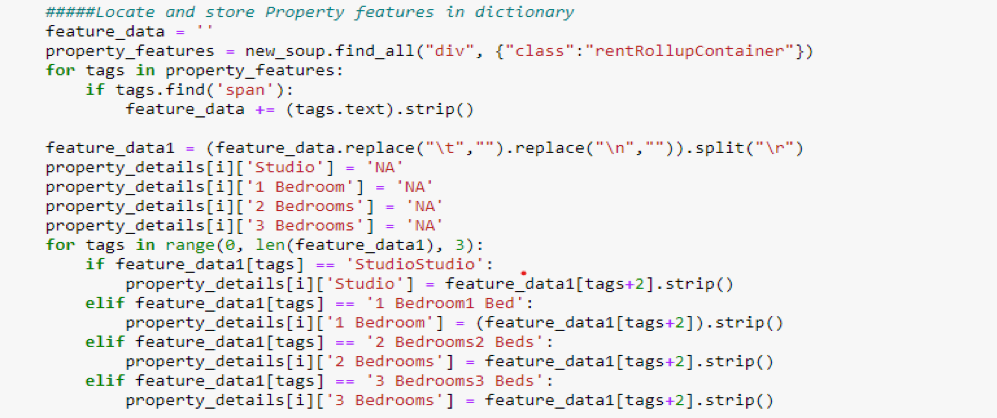 #####Locate and store Property features in dictionary
feature_data = ''
property_features = new_soup.find_all("div", {"class":"rentRollupContainer"})
for tags in property_features:
    if tags.find('span'):
        feature_data += (tags.text).strip()

feature_data1 = (feature_data.replace("\t","").replace("\n","")).split("\r")
property_details[i]['Studio'] = 'NA'
property_details[i]['1 Bedroom'] = 'NA'
property_details[i]['2 Bedrooms'] = 'NA'
property_details[i]['3 Bedrooms'] = 'NA'
for tags in range(0, len(feature_data1), 3):
    if feature_data1[tags] == 'StudioStudio':
        property_details[i]['Studio'] = feature_data1[tags+2].strip()
    elif feature_data1[tags] == '1 Bedroom1 Bed':
        property_details[i]['1 Bedroom'] = (feature_data1[tags+2]).strip()
    elif feature_data1[tags] == '2 Bedrooms2 Beds':
        property_details[i]['2 Bedrooms'] = feature_data1[tags+2].strip()
    elif feature_data1[tags] == '3 Bedrooms3 Beds':
        property_details[i]['3 Bedrooms'] = feature_data1[tags+2].strip()